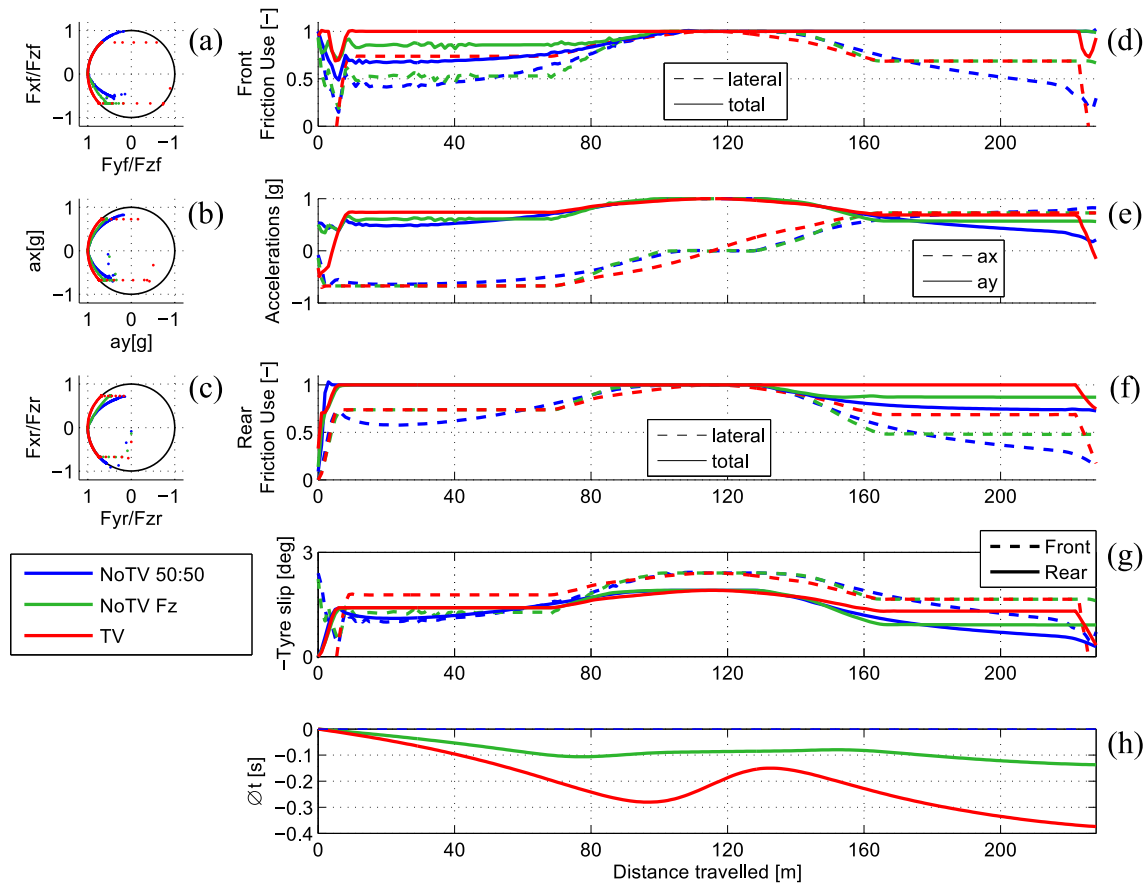 1
0
−1
Fxf/Fzf
1 0 −1
Fyf/Fzf
(a)
1
0.5
0
Front
Friction Use [−]
lateral
total
0 40 80 120 160 200
(d)
1
0
−1
ax[g]
1 0 −1
ay[g]
(b)
1
0
−1
Accelerations [g]
ax
ay
0 40 80 120 160 200
(e)
1
0
−1
Fxr/Fzr
1 0 −1
Fyr/Fzr
(c)
1
0.5
0
Rear
Friction Use [−]
lateral
total
0 40 80 120 160 200
(f)
NoTV 50:50
NoTV Fz
TV
3
0
−Tyre slip [deg]
Front
Rear
0 40 80 120 160 200
(g)
0
−0.1
−0.2
−0.3
−0.4
∅t [s]
0 40 80 120 160 200
Distance travelled [m]
(h)